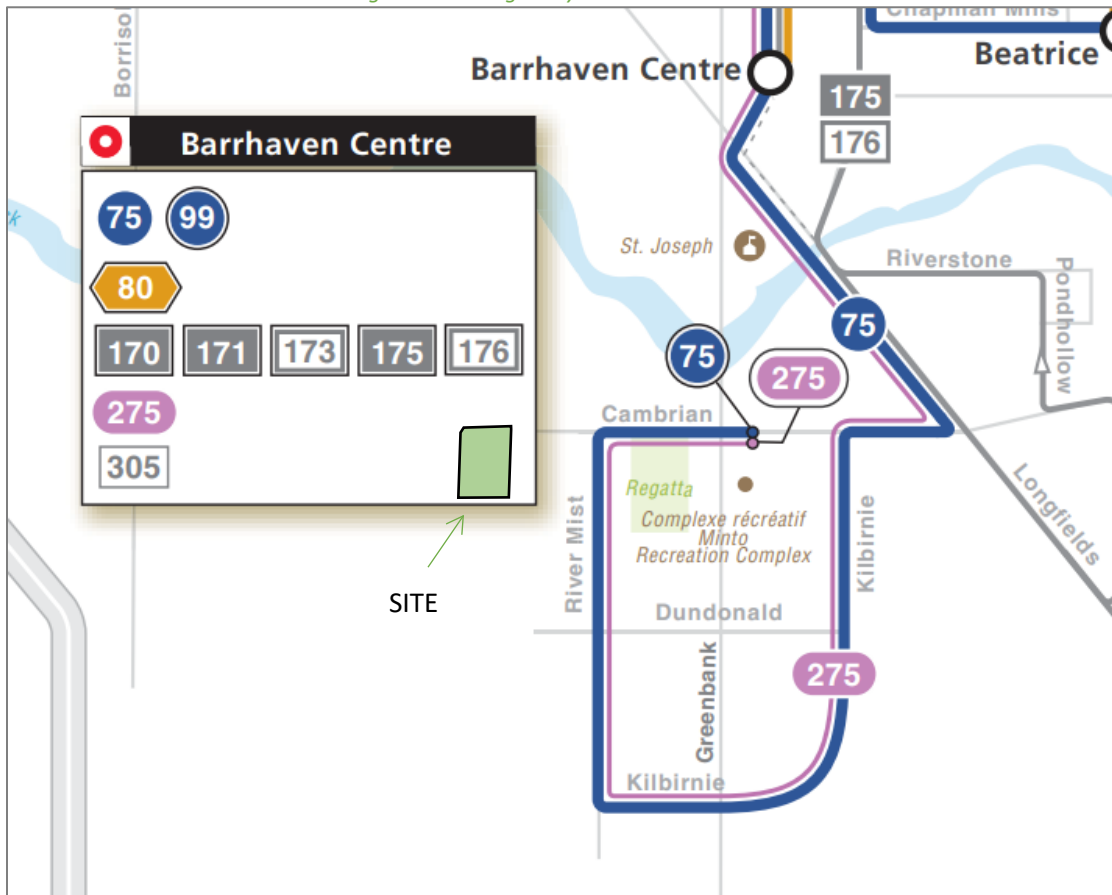 Chapman Mills
Beatrice
Barrhaven Centre
175
176
Barrhaven Centre
75 99
80
170 171 173 175 176
275
305
SITE
St. Joseph
Riverstone
Pondhollow
75
75
275
Cambrian
Regatta
Complexe récréatif
Minto
Recreation Complex
River Mist
Kilbirnie
Longfields
Dundonald
Greenbank
275
Kilbirnie